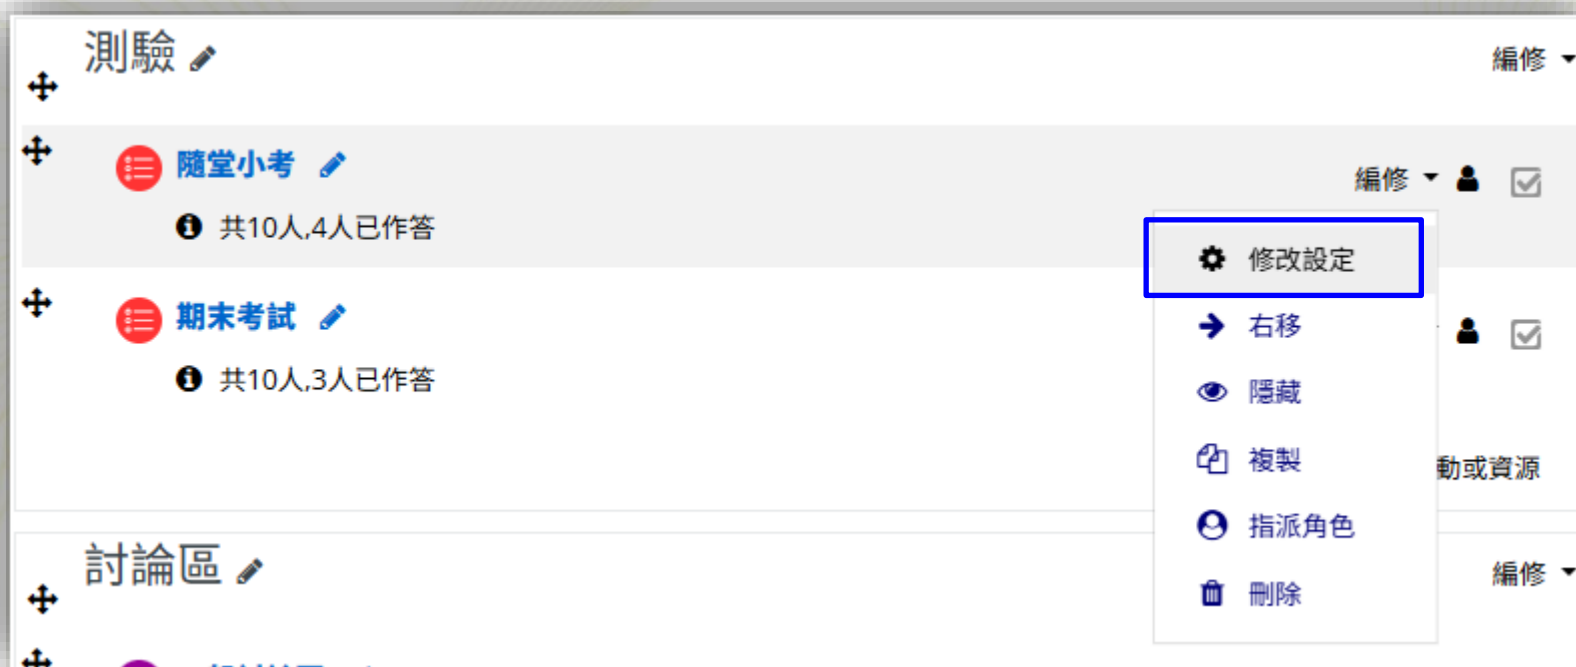 測驗
編修
隨堂小考
編修
共10人,4人已作答
修改設定
期末考試
右移
共10人,3人已作答
隱藏
複製
動或資源
指派角色
討論區
編修
刪除